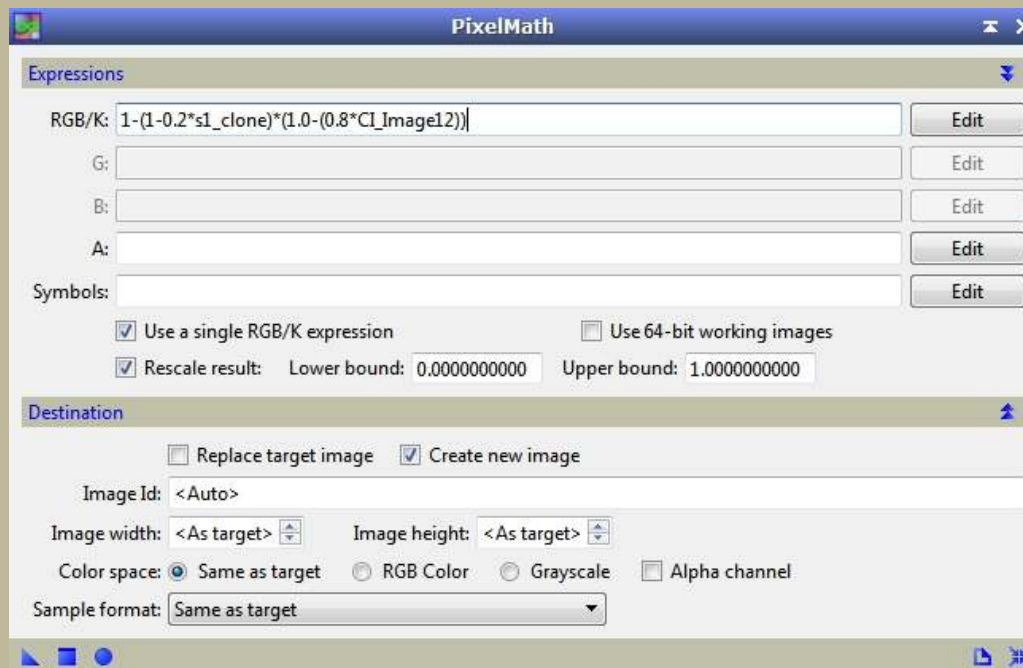 PixelMath
Expressions
RGB/K: 1-(1-0.2*s1_clone)*(1.0-(0.8*CI_Image12)) Edit
G: Edit
B: Edit
A: Edit
Symbols: Edit
Use a single RGB/K expression Use 64-bit working images
Rescale result: Lower bound: 0.0000000000 Upper bound: 1.0000000000
Destination
Replace target image Create new image
Image Id: <Auto>
Image width: <As target> Image height: <As target>
Color space: Same as target RGB Color Grayscale Alpha channel
Sample format: Same as target